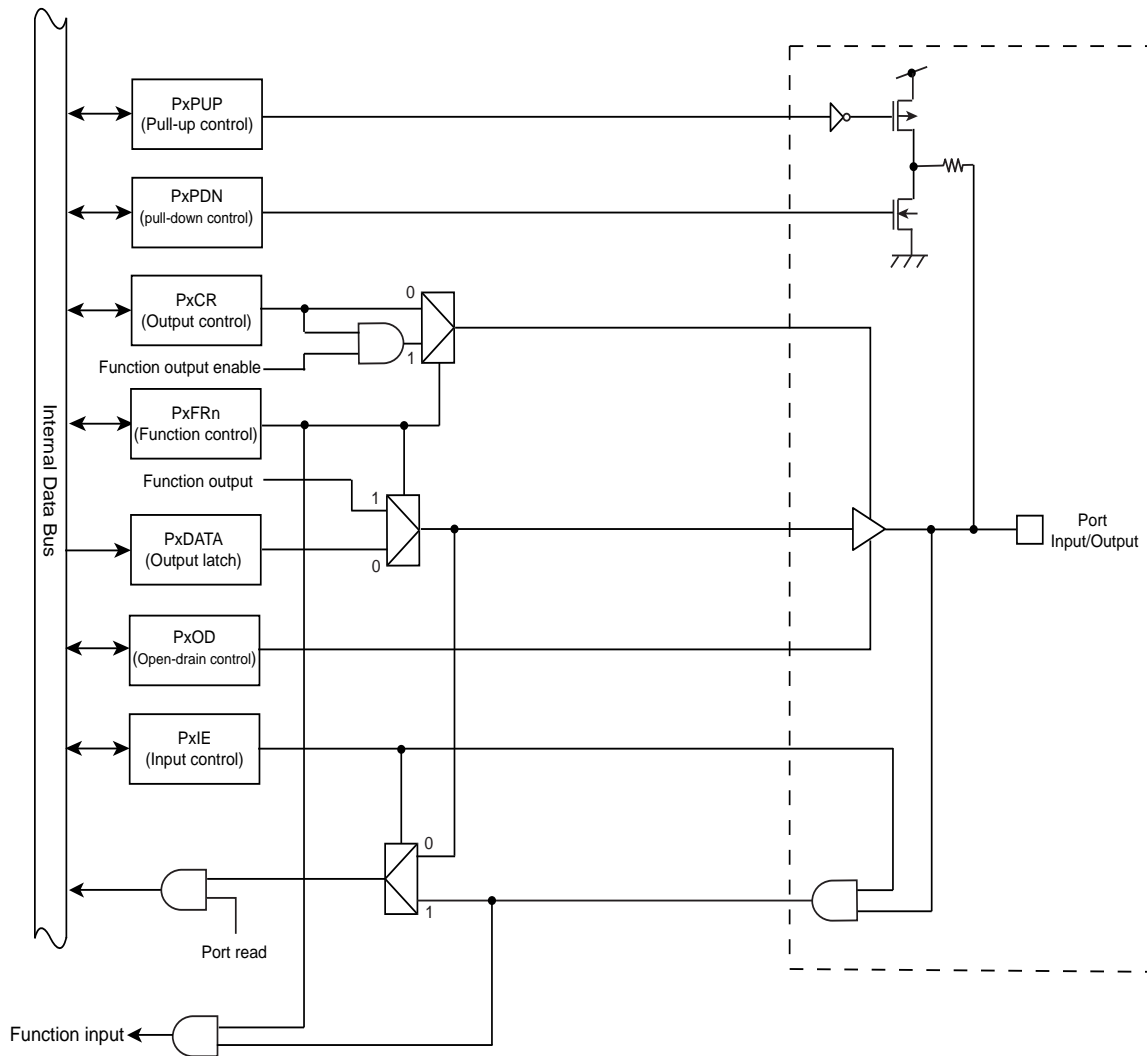 PxPUP
(Pull-up control)
PxPDN
(pull-down control)
PxCR
(Output control)
0
1
Function output enable
PxFRn
(Function control)
Internal Data Bus
Function output
1
PxDATA
(Output latch)
0
Port
Input/Output
PxOD
(Open-drain control)
PxIE
(Input control)
0
1
Port read
Function input